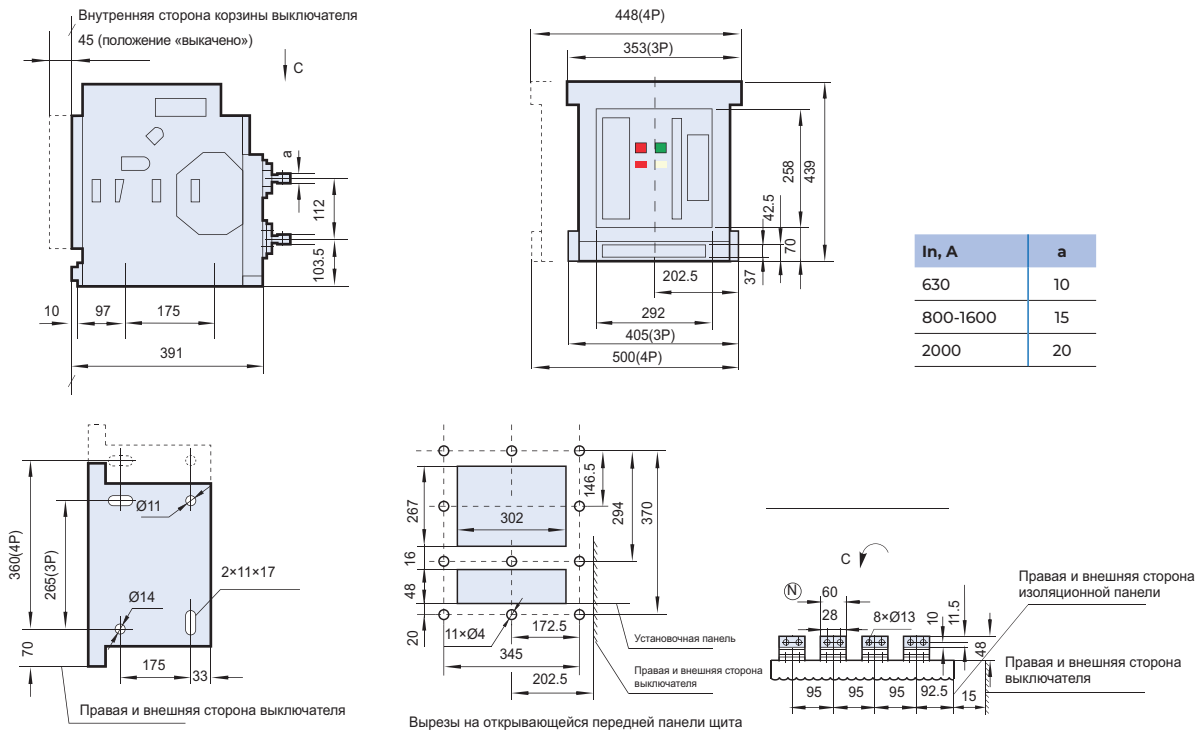 Внутренняя сторона корзины выключателя
45 (положение «выкачено»)
C
a
112
103.5
10
97
175
391
448(4P)
353(3P)
258
439
42.5
70
37
202.5
292
405(3P)
500(4P)
In, A a
630 10
800-1600 15
2000 20
360(4P)
265(3P)
70
Ø11
2×11×17
Ø14
175
33
Правая и внешняя сторона выключателя
267
302
146.5
294
370
16
48
20
11×Ø4
172.5
345
202.5
Установочная панель
Правая и внешняя сторона
выключателя
Вырезы на открывающейся передней панели щита
C
N
60
28
8×Ø13
10
11.5
48
95
95
95
92.5
15
Правая и внешняя сторона
изоляционной панели
Правая и внешняя сторона
выключателя